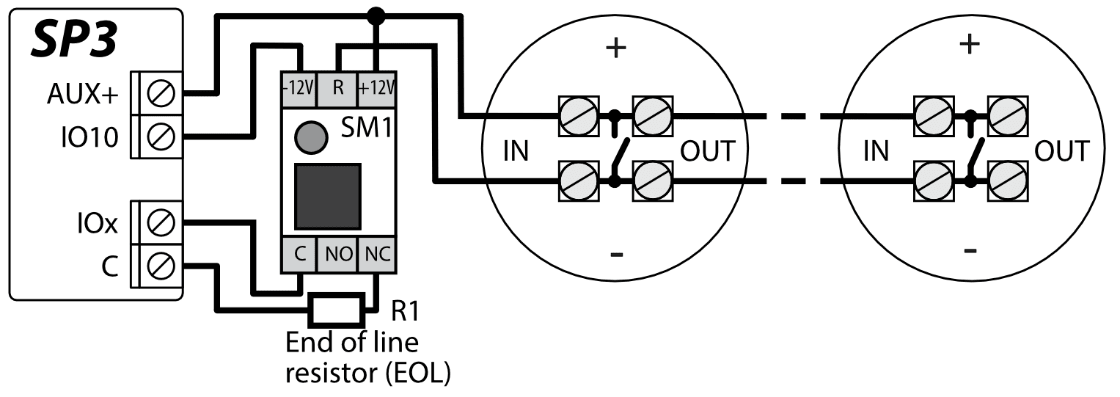 SP3
AUX+
IO10
IOx
C
-12V R +12V
SM1
C NO NC
R1
End of line
resistor (EOL)
+
IN OUT
-
+
IN OUT
-